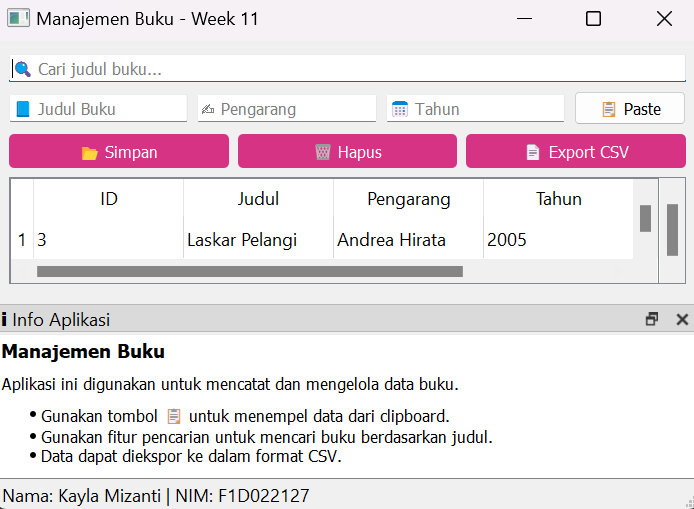 Manajemen Buku - Week 11
Cari judul buku...
Judul Buku Pengarang Tahun Paste
Simpan Hapus Export CSV
ID Judul Pengarang Tahun
1 3 Laskar Pelangi Andrea Hirata 2005
Info Aplikasi
Manajemen Buku
Aplikasi ini digunakan untuk mencatat dan mengelola data buku.
• Gunakan tombol 📋 untuk menempel data dari clipboard.
• Gunakan fitur pencarian untuk mencari buku berdasarkan judul.
• Data dapat diekspor ke dalam format CSV.
Nama: Kayla Mizanti | NIM: F1D022127